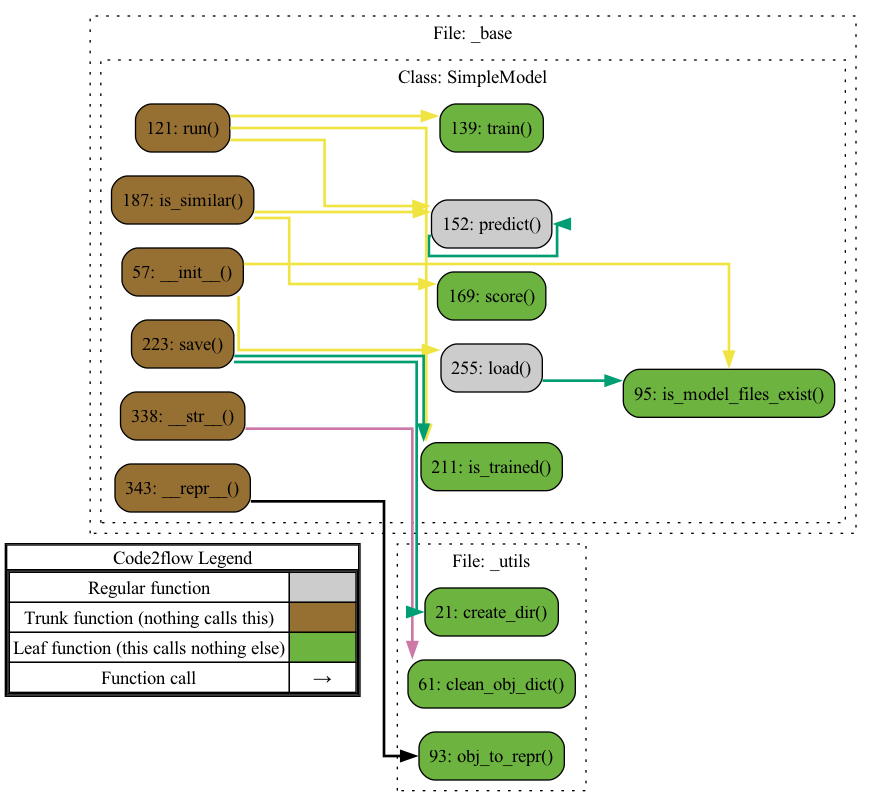 File: _base
Class: SimpleModel
121: run()
139: train()
187: is_similar()
152: predict()
57: __init__()
169: score()
223: save()
255: load()
95: is_model_files_exist()
338: __str__()
211: is_trained()
343: __repr__()
Code2flow Legend
Regular function
Trunk function (nothing calls this)
Leaf function (this calls nothing else)
Function call
→
File: _utils
21: create_dir()
61: clean_obj_dict()
93: obj_to_repr()